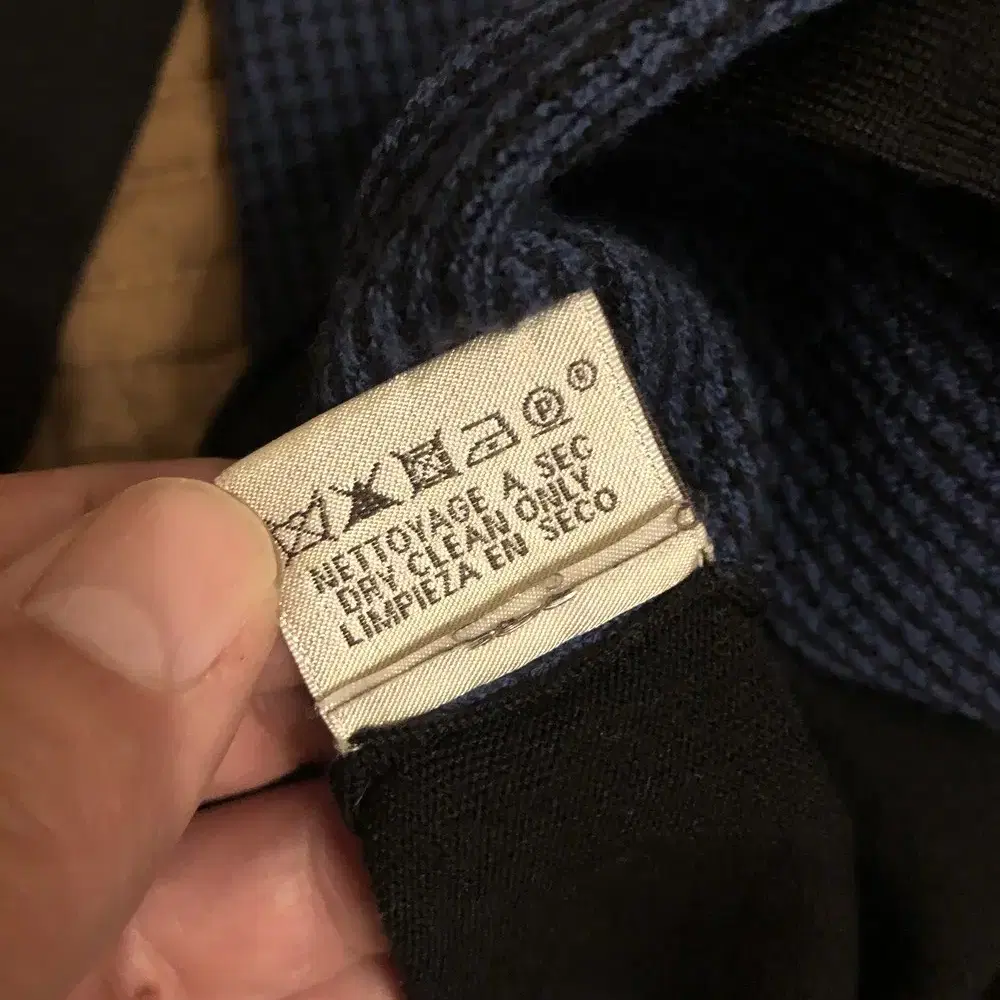 P ®
NETTOYAGE A SEC
DRY CLEAN ONLY
LIMPIEZA EN SECO